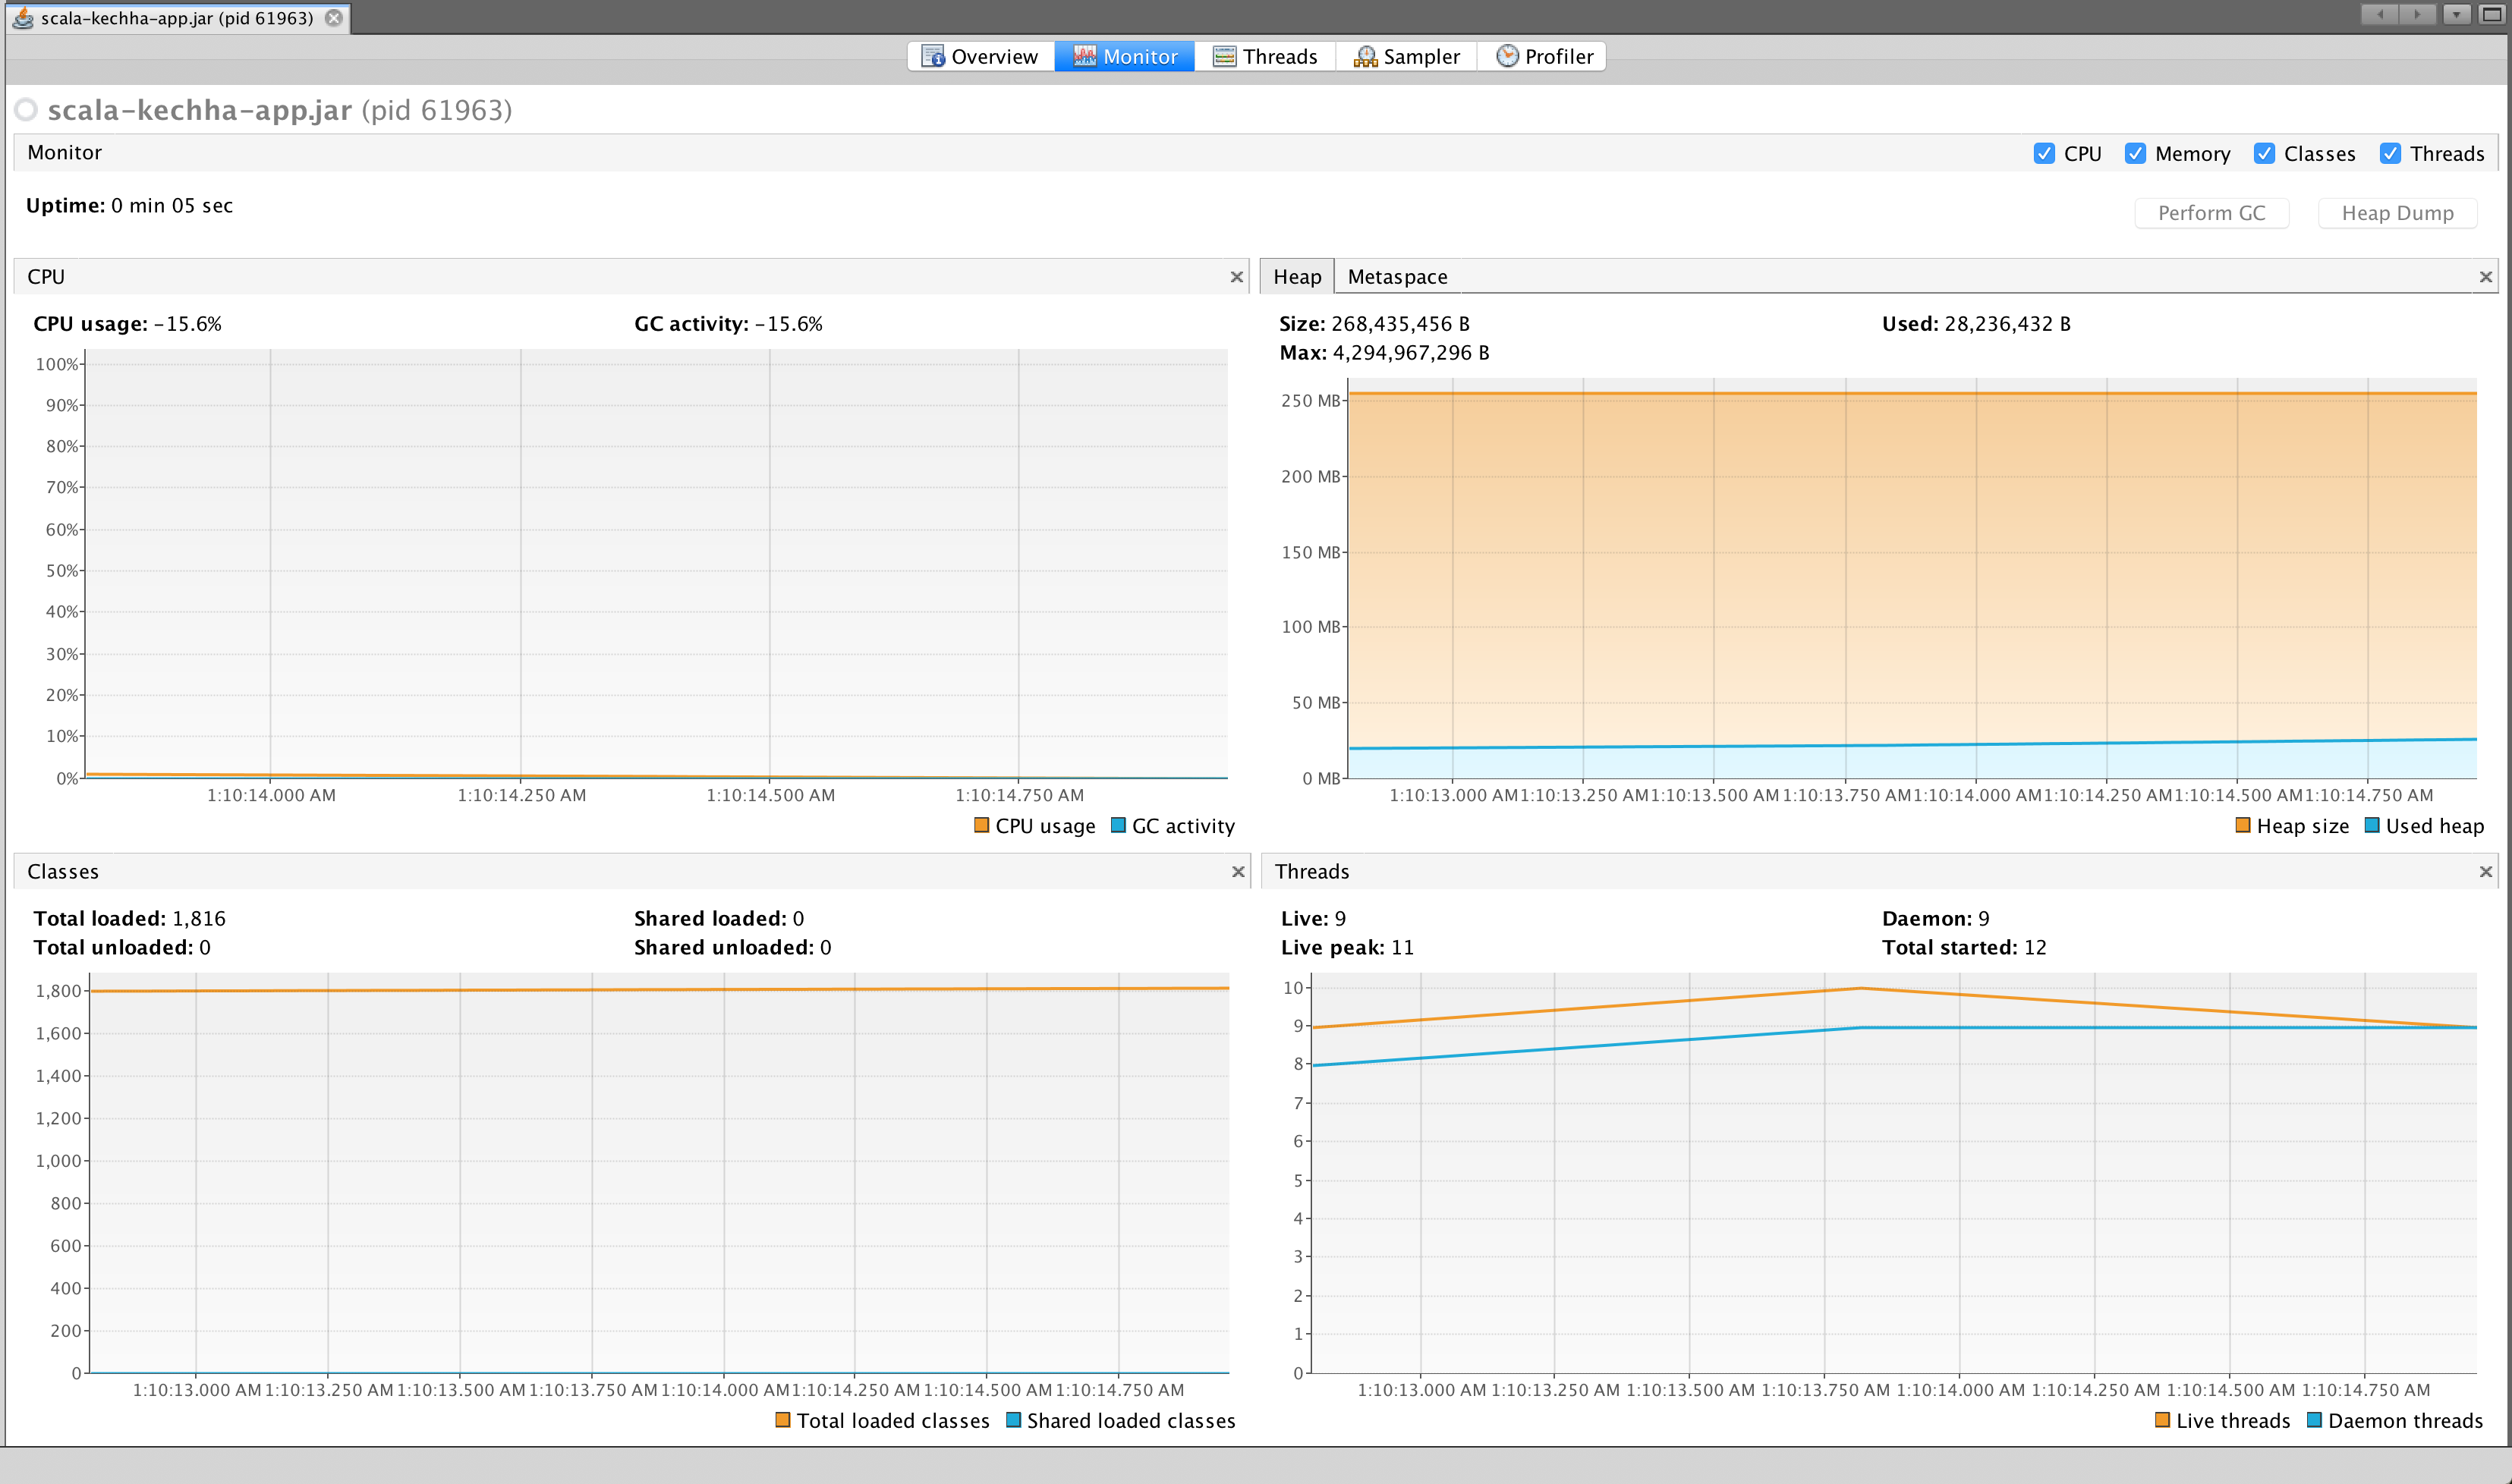 scala-kechha-app.jar (pid 61963)
Overview Monitor Threads Sampler Profiler
scala-kechha-app.jar (pid 61963)
Monitor
CPU Memory Classes Threads
Uptime: 0 min 05 sec
Perform GC Heap Dump
CPU
CPU usage: -15.6% GC activity: -15.6%
100%
90%
80%
70%
60%
50%
40%
30%
20%
10%
0%
1:10:14.000 AM 1:10:14.250 AM 1:10:14.500 AM 1:10:14.750 AM
CPU usage GC activity
Heap Metaspace
Size: 268,435,456 B Used: 28,236,432 B
Max: 4,294,967,296 B
250 MB
200 MB
150 MB
100 MB
50 MB
0 MB
1:10:13.000 AM 1:10:13.250 AM 1:10:13.500 AM 1:10:13.750 AM 1:10:14.000 AM 1:10:14.250 AM 1:10:14.500 AM 1:10:14.750 AM
Heap size Used heap
Classes
Total loaded: 1,816 Shared loaded: 0
Total unloaded: 0 Shared unloaded: 0
1,800
1,600
1,400
1,200
1,000
800
600
400
200
0
1:10:13.000 AM 1:10:13.250 AM 1:10:13.500 AM 1:10:13.750 AM 1:10:14.000 AM 1:10:14.250 AM 1:10:14.500 AM 1:10:14.750 AM
Total loaded classes Shared loaded classes
Threads
Live: 9 Daemon: 9
Live peak: 11 Total started: 12
10
9
8
7
6
5
4
3
2
1
0
1:10:13.000 AM 1:10:13.250 AM 1:10:13.500 AM 1:10:13.750 AM 1:10:14.000 AM 1:10:14.250 AM 1:10:14.500 AM 1:10:14.750 AM
Live threads Daemon threads